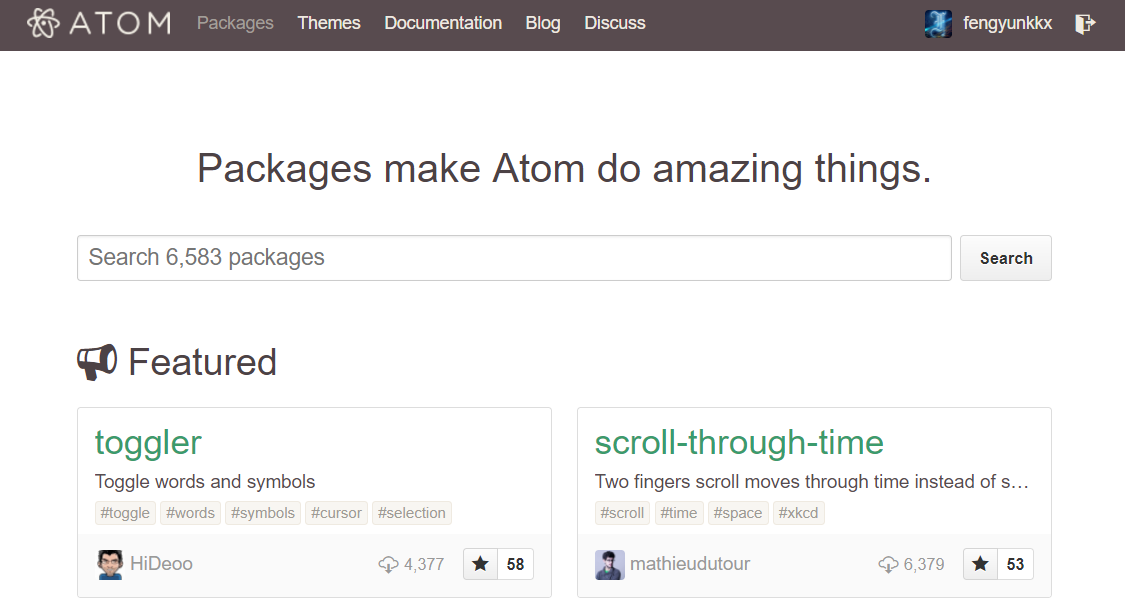 ATOM Packages Themes Documentation Blog Discuss fengyunkkx
Packages make Atom do amazing things.
Search 6,583 packages Search
Featured
toggler
Toggle words and symbols
#toggle #words #symbols #cursor #selection
HiDeoo 4,377 58
scroll-through-time
Two fingers scroll moves through time instead of s…
#scroll #time #space #xkcd
mathieudutour 6,379 53